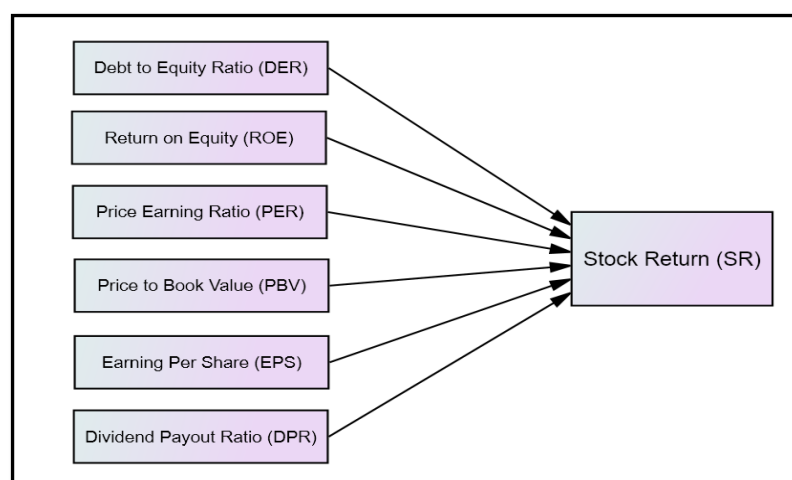 Debt to Equity Ratio (DER)
Return on Equity (ROE)
Price Earning Ratio (PER)
Price to Book Value (PBV)
Earning Per Share (EPS)
Dividend Payout Ratio (DPR)
Stock Return (SR)